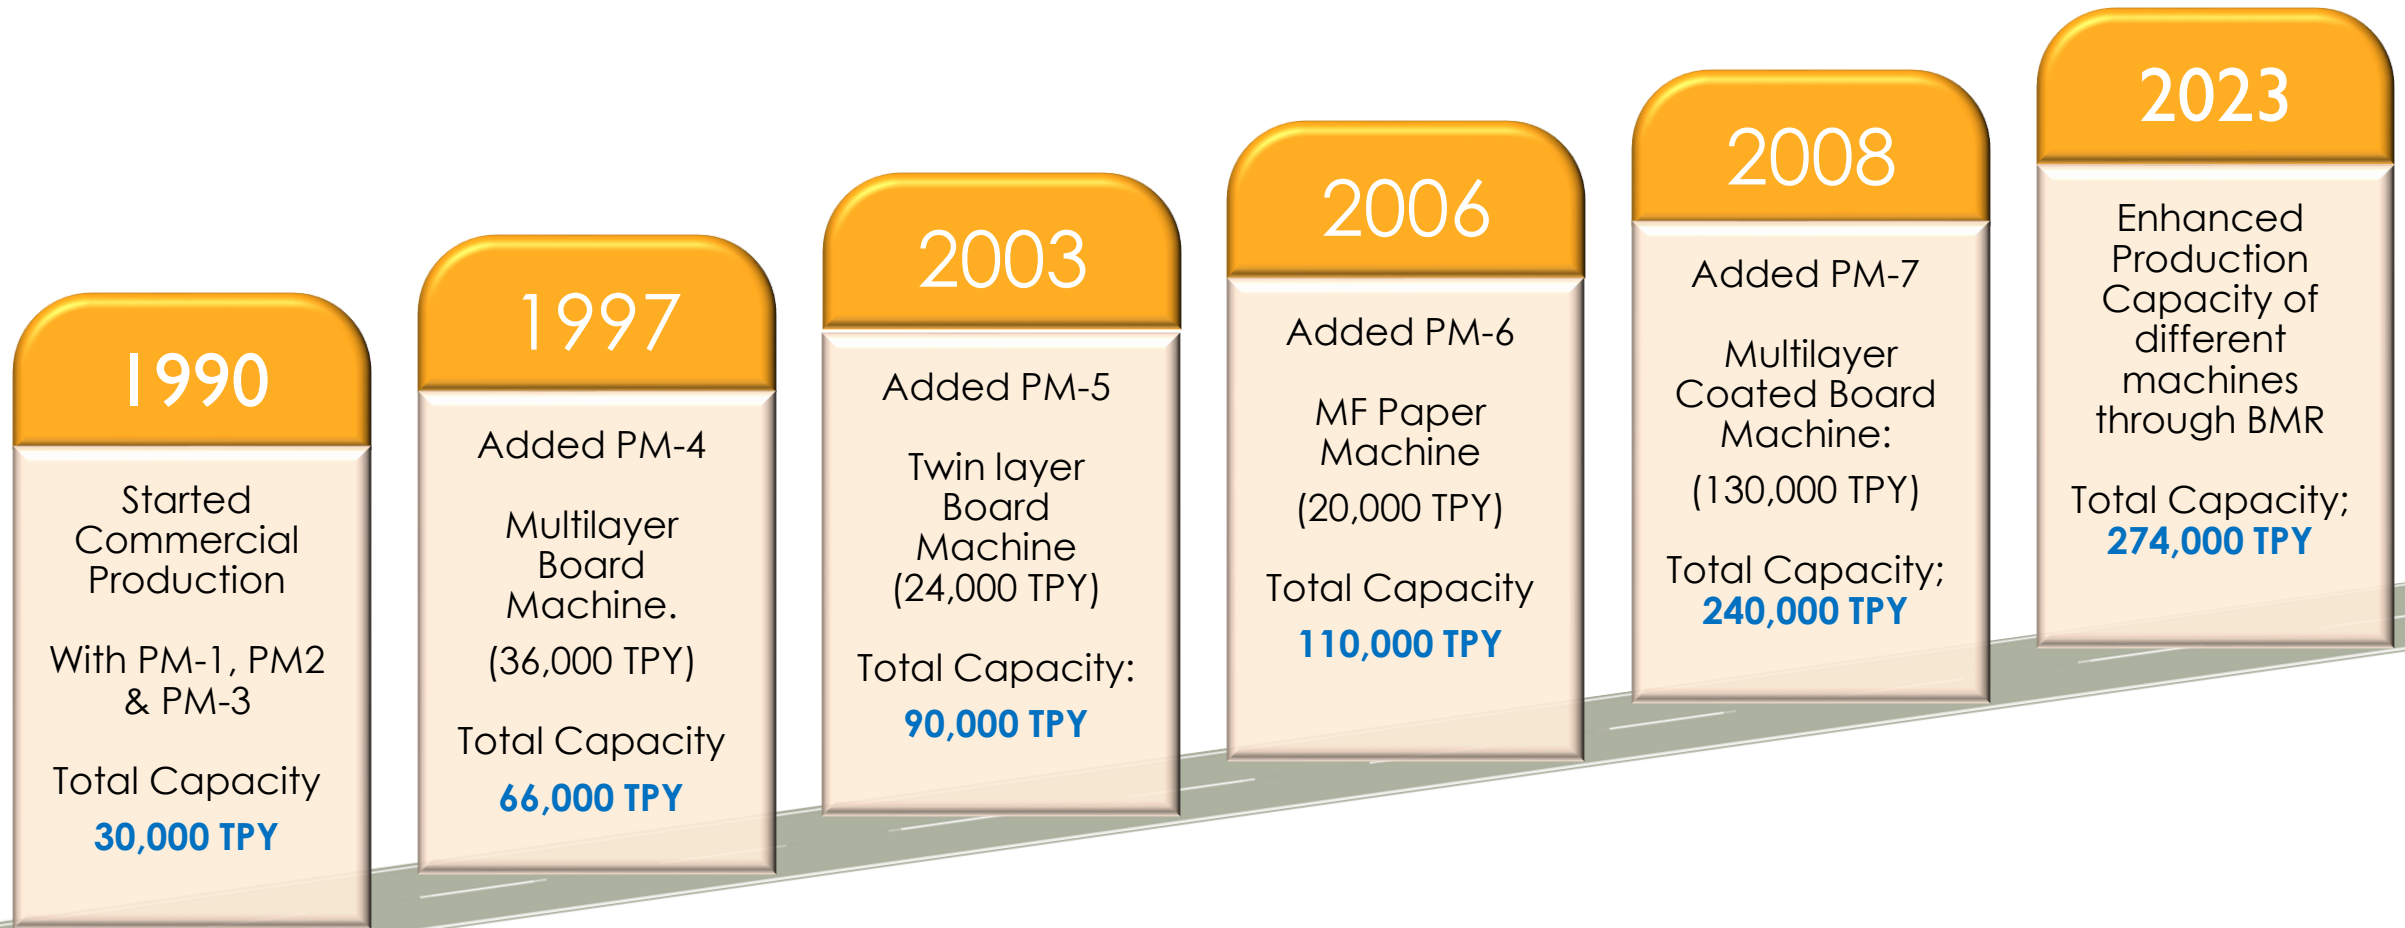 1990
Started
Commercial
Production
With PM-1, PM2
& PM-3
Total Capacity
30,000 TPY
1997
Added PM-4
Multilayer
Board
Machine.
(36,000 TPY)
Total Capacity
66,000 TPY
2003
Added PM-5
Twin layer
Board
Machine
(24,000 TPY)
Total Capacity:
90,000 TPY
2006
Added PM-6
MF Paper
Machine
(20,000 TPY)
Total Capacity
110,000 TPY
2008
Added PM-7
Multilayer
Coated Board
Machine:
(130,000 TPY)
Total Capacity;
240,000 TPY
2023
Enhanced
Production
Capacity of
different
machines
through BMR
Total Capacity;
274,000 TPY